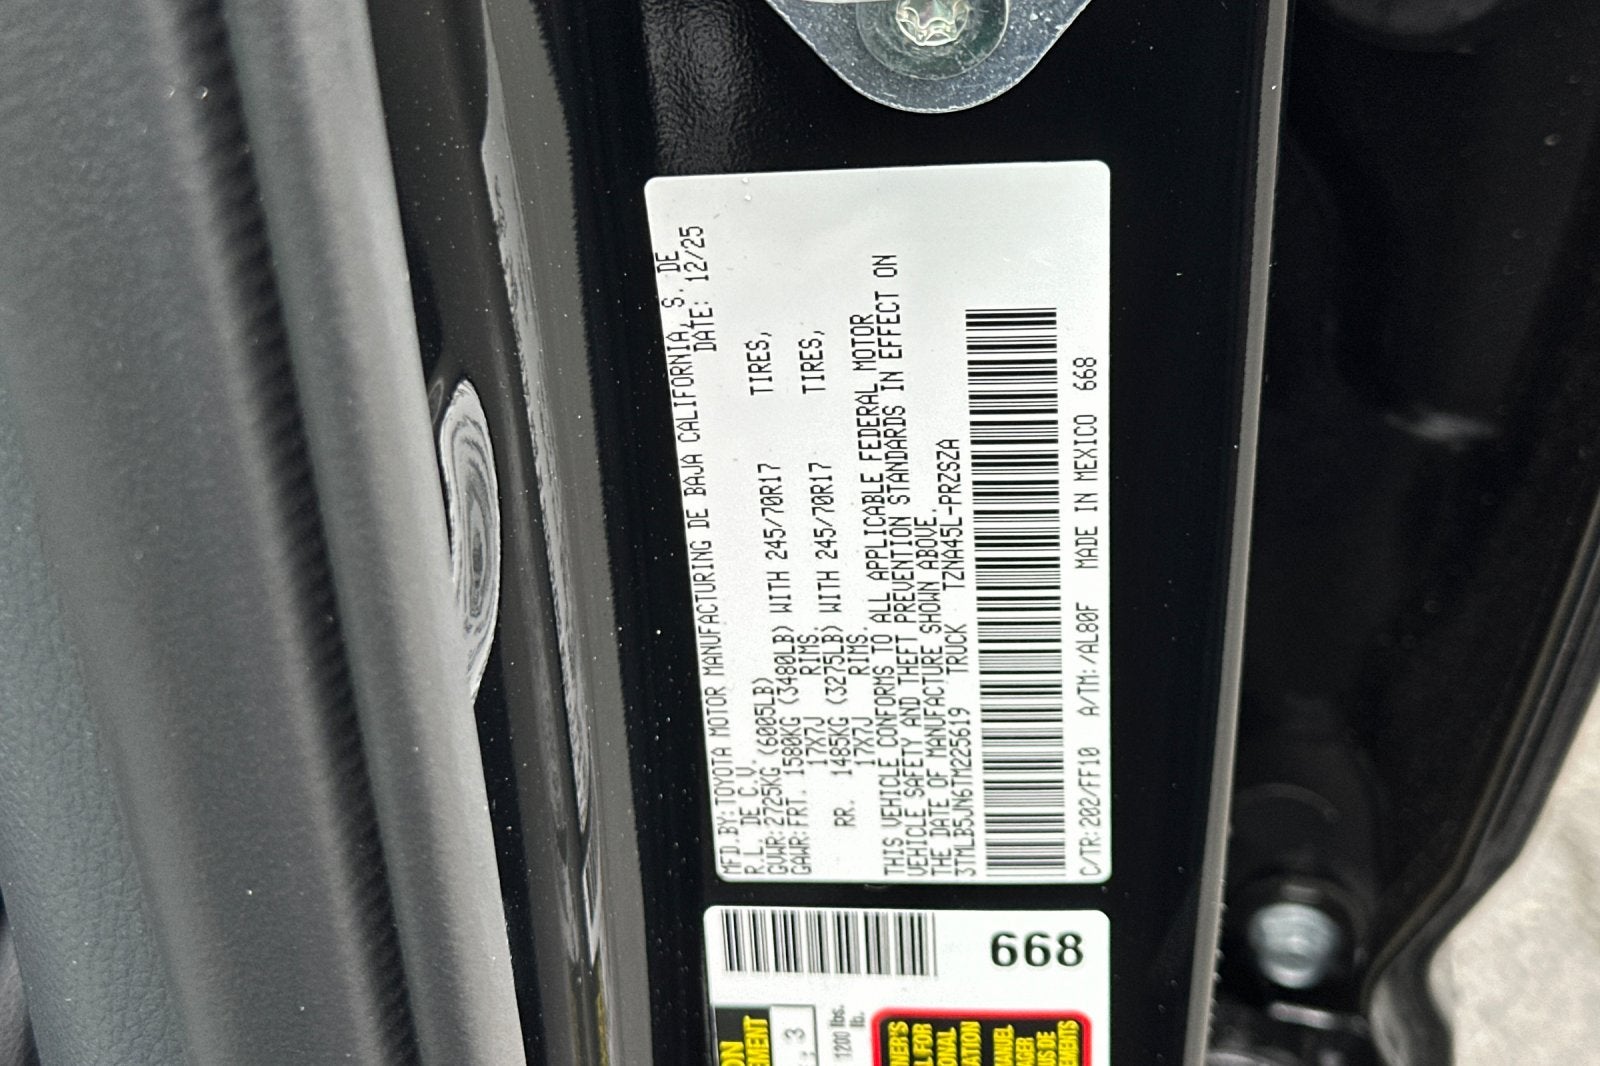 MFD.BY:TOYOTA MOTOR MANUFACTURING DE BAJA CALIFORNIA, S. DE
R.L. DE C.V. DATE: 12/25
GVWR:2725KG (6005LB)
GAWR:FRT. 1580KG (3480LB) WITH 245/70R17 TIRES,
17X7J RIMS.
RR. 1485KG (3275LB) WITH 245/70R17 TIRES,
17X7J RIMS.
THIS VEHICLE CONFORMS TO ALL APPLICABLE FEDERAL MOTOR
VEHICLE SAFETY AND THEFT PREVENTION STANDARDS IN EFFECT ON
THE DATE OF MANUFACTURE SHOWN ABOVE.
3TMLB5JN6TM225619 TRUCK TZNA45L-PRZSZA
C/TR:202/FF10 A/TM:/AL80F MADE IN MEXICO 668
668
1200 lbs.
lb.